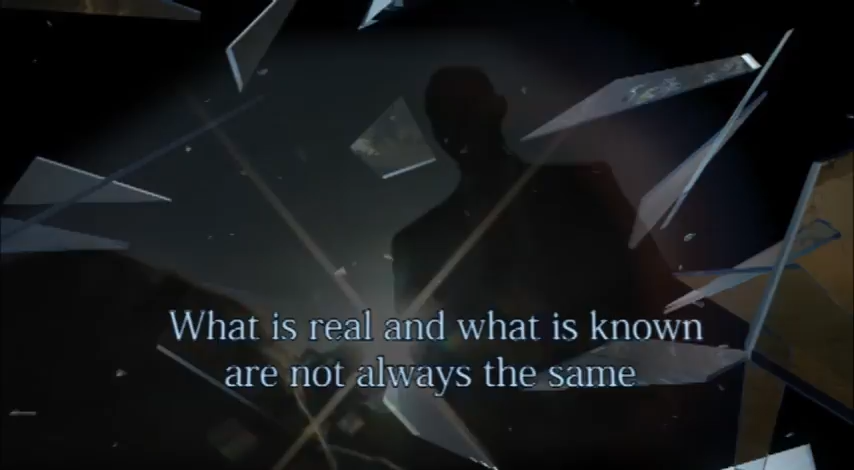 What is real and what is known
are not always the same